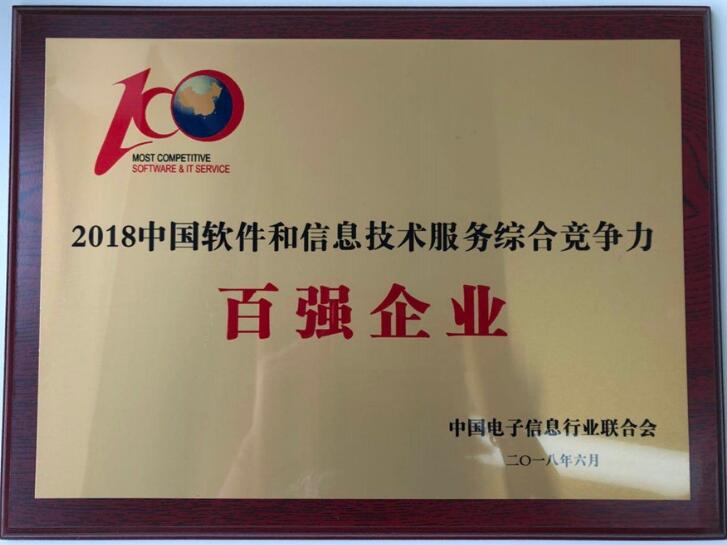 100
MOST COMPETITIVE
SOFTWARE & IT SERVICE
2018中国软件和信息技术服务综合竞争力
百强企业
中国电子信息行业联合会
二〇一八年六月